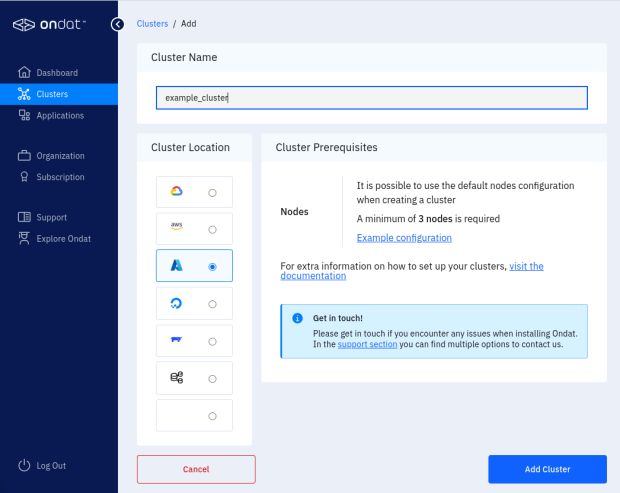 ondat
Clusters / Add
Dashboard
Clusters
Applications
Organization
Subscription
Support
Explore Ondat
Log Out
Cluster Name
example_cluster
Cluster Location
aws
Cluster Prerequisites
Nodes
It is possible to use the default nodes configuration
when creating a cluster
A minimum of 3 nodes is required
Example configuration
For extra information on how to set up your clusters, visit the
documentation
Get in touch!
Please get in touch if you encounter any issues when installing Ondat.
In the support section you can find multiple options to contact us.
Cancel
Add Cluster